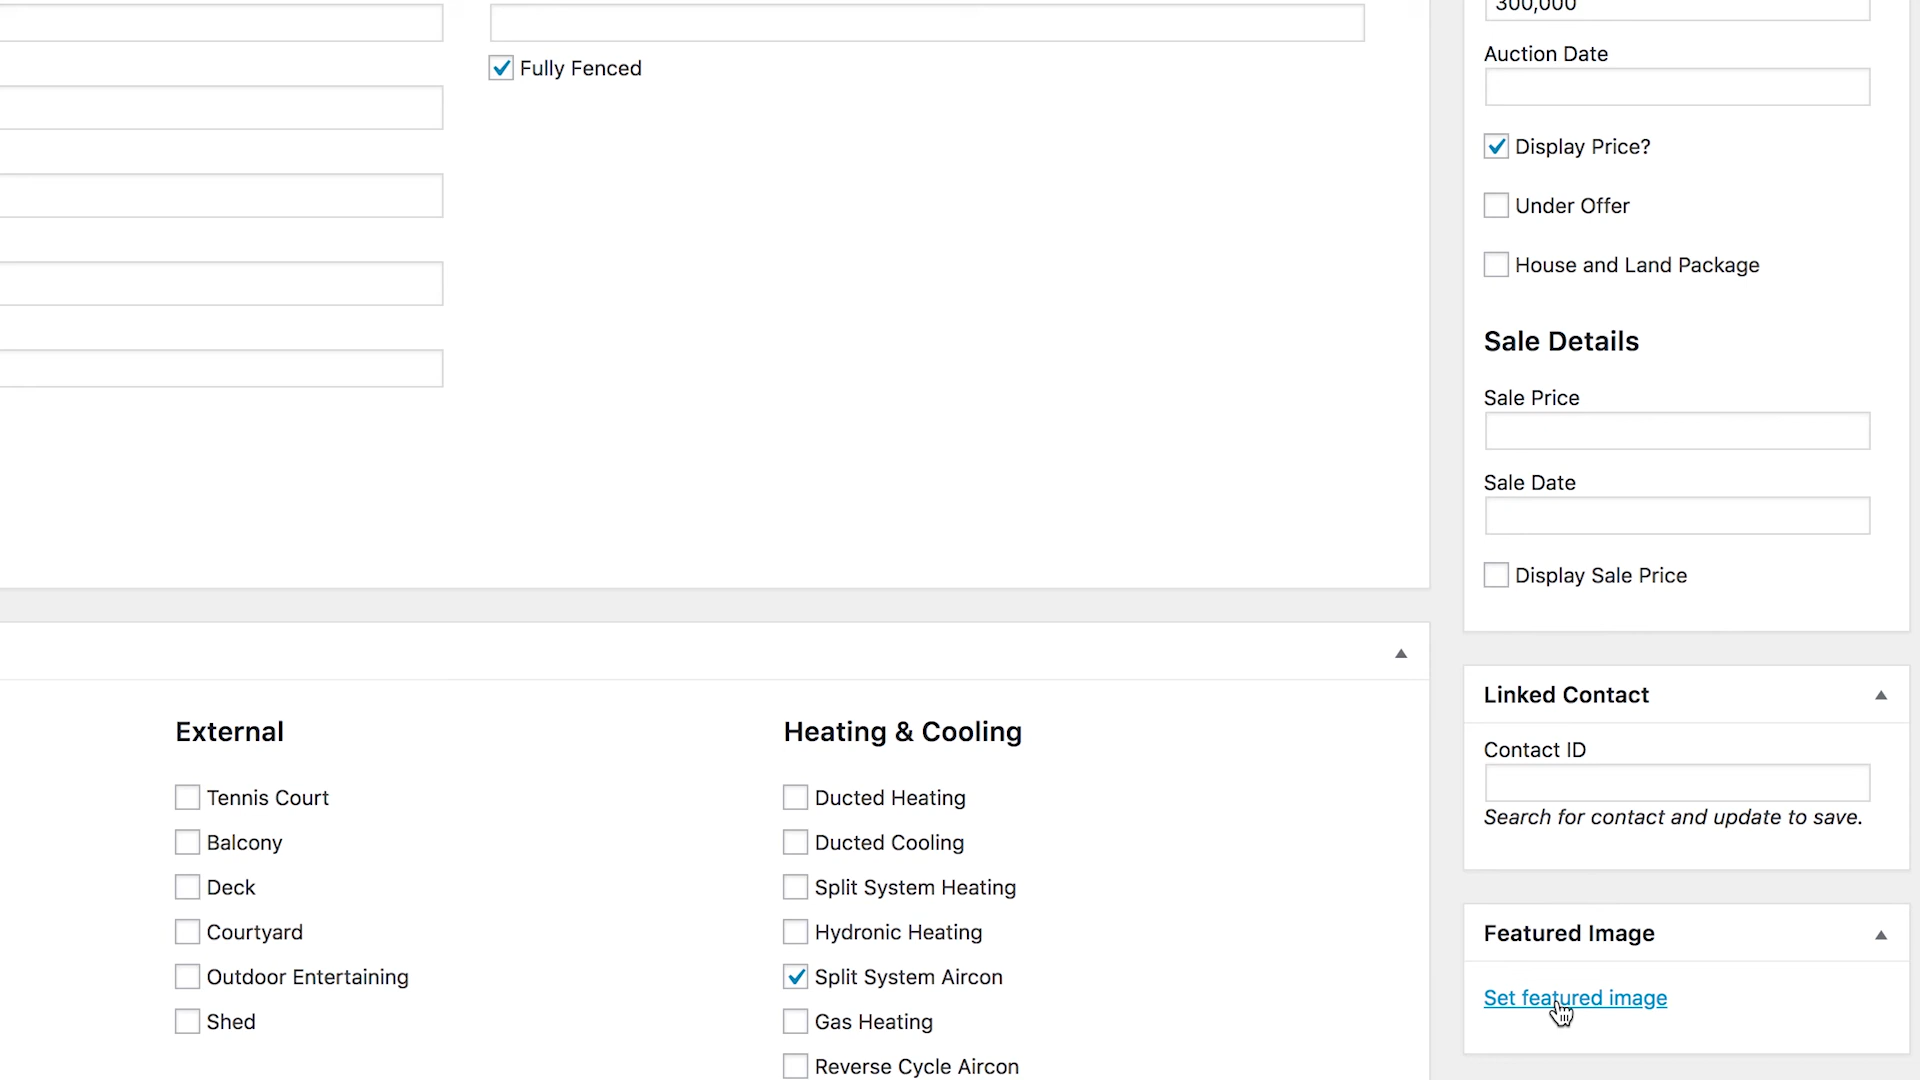 300,000
Auction Date
Fully Fenced
Display Price?
Under Offer
House and Land Package
Sale Details
Sale Price
Sale Date
Display Sale Price
Linked Contact
Contact ID
Search for contact and update to save.
Featured Image
Set featured image
External
Tennis Court
Balcony
Deck
Courtyard
Outdoor Entertaining
Shed
Heating & Cooling
Ducted Heating
Ducted Cooling
Split System Heating
Hydronic Heating
Split System Aircon
Gas Heating
Reverse Cycle Aircon